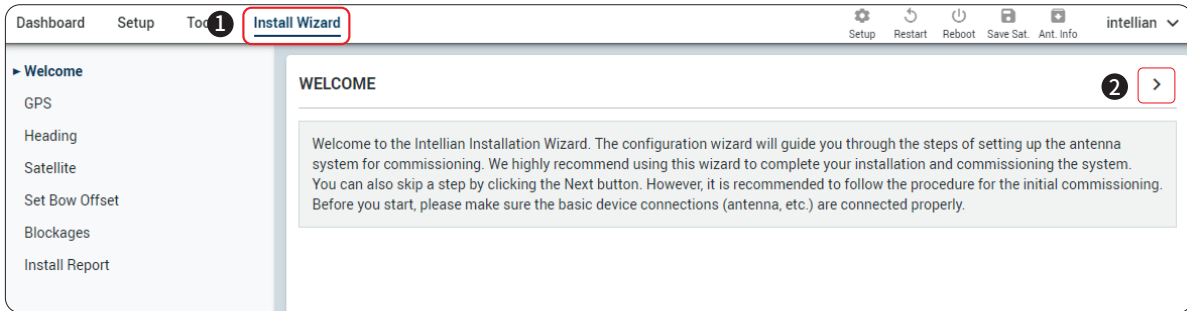 Dashboard Setup Too 1 Install Wizard Setup Restart Reboot Save Sat. Ant. Info intellian
Welcome
GPS
Heading
Satellite
Set Bow Offset
Blockages
Install Report
WELCOME 2
Welcome to the Intellian Installation Wizard. The configuration wizard will guide you through the steps of setting up the antenna
system for commissioning. We highly recommend using this wizard to complete your installation and commissioning the system.
You can also skip a step by clicking the Next button. However, it is recommended to follow the procedure for the initial commissioning.
Before you start, please make sure the basic device connections (antenna, etc.) are connected properly.